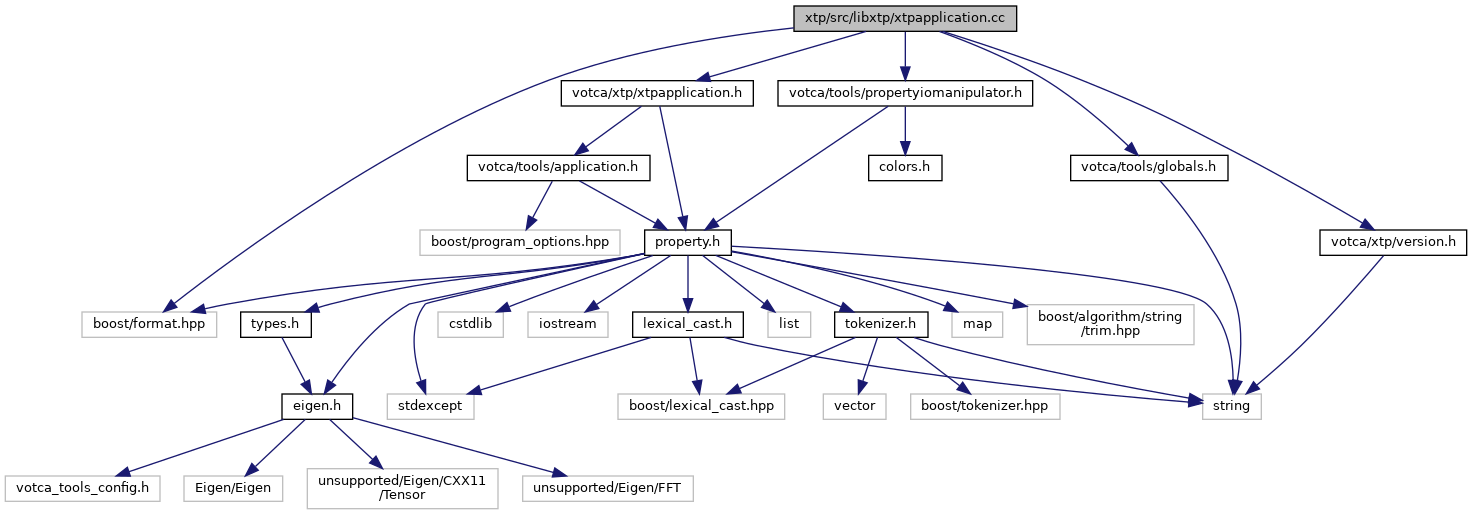 xtp/src/libxtp/xtpapplication.cc
votca/xtp/xtpapplication.h
votca/tools/propertyiomanipulator.h
votca/tools/application.h
colors.h
votca/tools/globals.h
boost/program_options.hpp
property.h
votca/xtp/version.h
boost/format.hpp
types.h
cstdlib
iostream
lexical_cast.h
list
tokenizer.h
map
boost/algorithm/string
/trim.hpp
eigen.h
stdexcept
boost/lexical_cast.hpp
vector
boost/tokenizer.hpp
string
votca_tools_config.h
Eigen/Eigen
unsupported/Eigen/CXX11
/Tensor
unsupported/Eigen/FFT